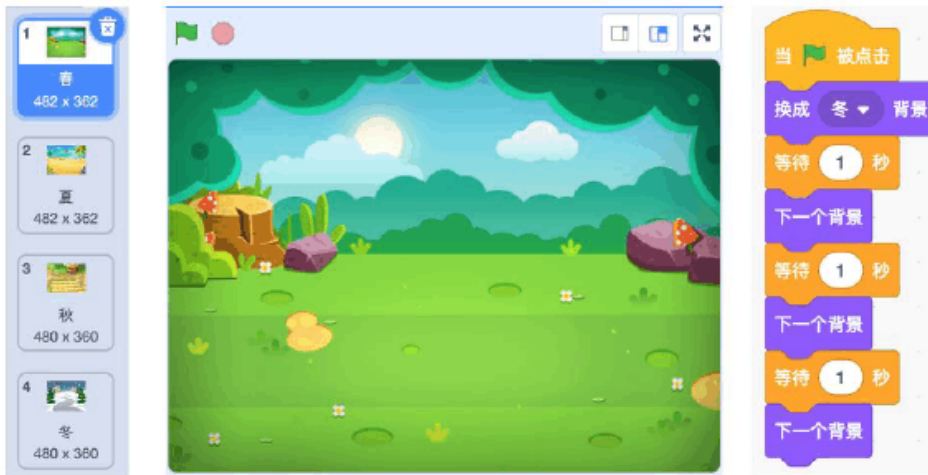 1
春
482 x 362
2
夏
482 x 362
3
秋
480 x 360
4
冬
480 x 360
当 被点击
换成 冬 背景
等待 1 秒
下一个背景
等待 1 秒
下一个背景
等待 1 秒
下一个背景